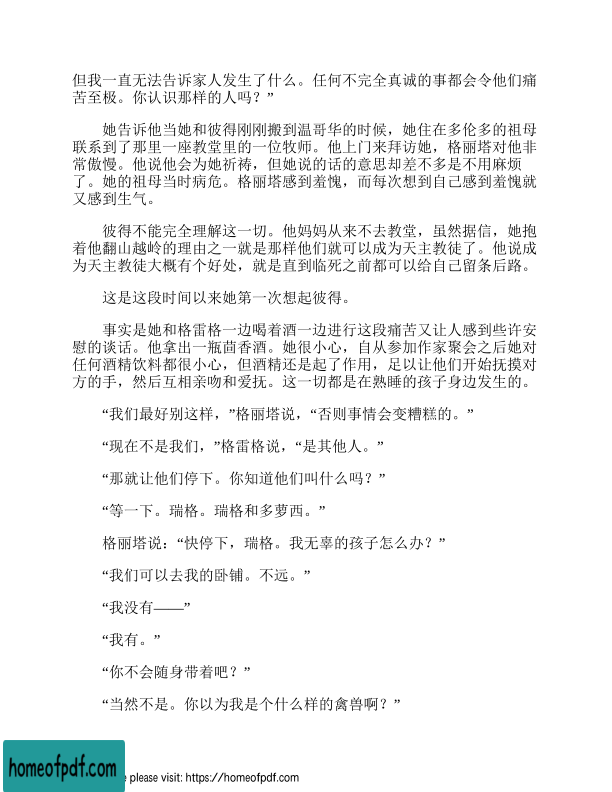 但我一直无法告诉家人发生了什么。任何不完全真诚的事都会令他们痛
苦至极。你认识那样的人吗？”
她告诉他当她和彼得刚刚搬到温哥华的时候，她住在多伦多的祖母
联系到了那里一座教堂里的一位牧师。他上门来拜访她，格丽塔对他非
常傲慢。他说他会为她祈祷，但她说的话的意思却差不多是不用麻烦
了。她的祖母当时病危。格丽塔感到羞愧，而每次想到自己感到羞愧就
又感到生气。
彼得不能完全理解这一切。他妈妈从来不去教堂，虽然据信，她抱
着他翻山越岭的理由之一就是那样他们就可以成为天主教徒了。他说成
为天主教徒大概有个好处，就是直到临死之前都可以给自己留条后路。
这是这段时间以来她第一次想起彼得。
事实是她和格雷格一边喝着酒一边进行这段痛苦又让人感到些许安
慰的谈话。他拿出一瓶茴香酒。她很小心，自从参加作家聚会之后她对
任何酒精饮料都很小心，但酒精还是起了作用，足以让他们开始抚摸对
方的手，然后互相亲吻和爱抚。这一切都是在熟睡的孩子身边发生的。
“我们最好别这样，”格丽塔说，“否则事情会变糟糕的。”
“现在不是我们，”格雷格说，“是其他人。”
“那就让他们停下。你知道他们叫什么吗？”
“等一下。瑞格。瑞格和多萝西。”
格丽塔说：“快停下，瑞格。我无辜的孩子怎么办？”
“我们可以去我的卧铺。不远。”
“我没有——”
“我有。”
“你不会随身带着吧？”
“当然不是。你以为我是个什么样的禽兽啊？”
homeofpdf.com
e please visit: https://homeofpdf.com